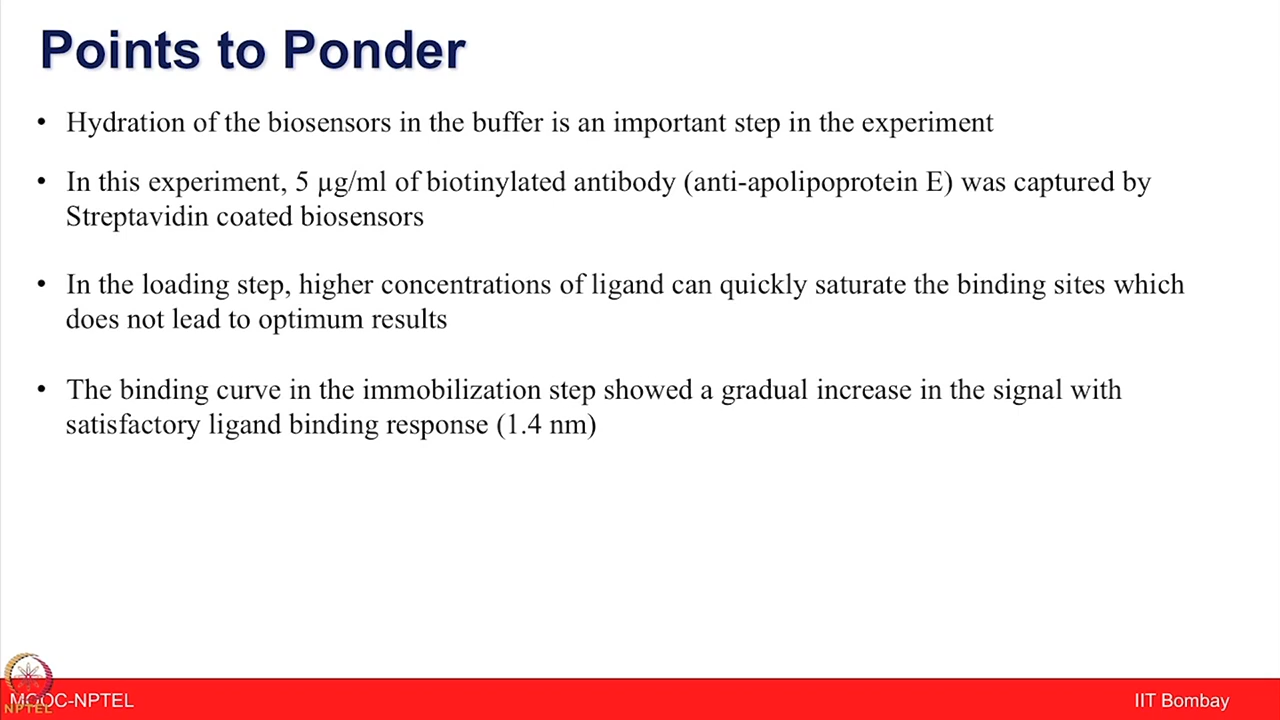 Points to Ponder
• Hydration of the biosensors in the buffer is an important step in the experiment
• In this experiment, 5 µg/ml of biotinylated antibody (anti-apolipoprotein E) was captured by
Streptavidin coated biosensors
• In the loading step, higher concentrations of ligand can quickly saturate the binding sites which
does not lead to optimum results
• The binding curve in the immobilization step showed a gradual increase in the signal with
satisfactory ligand binding response (1.4 nm)
MOOC-NPTEL
NPTEL
IIT Bombay